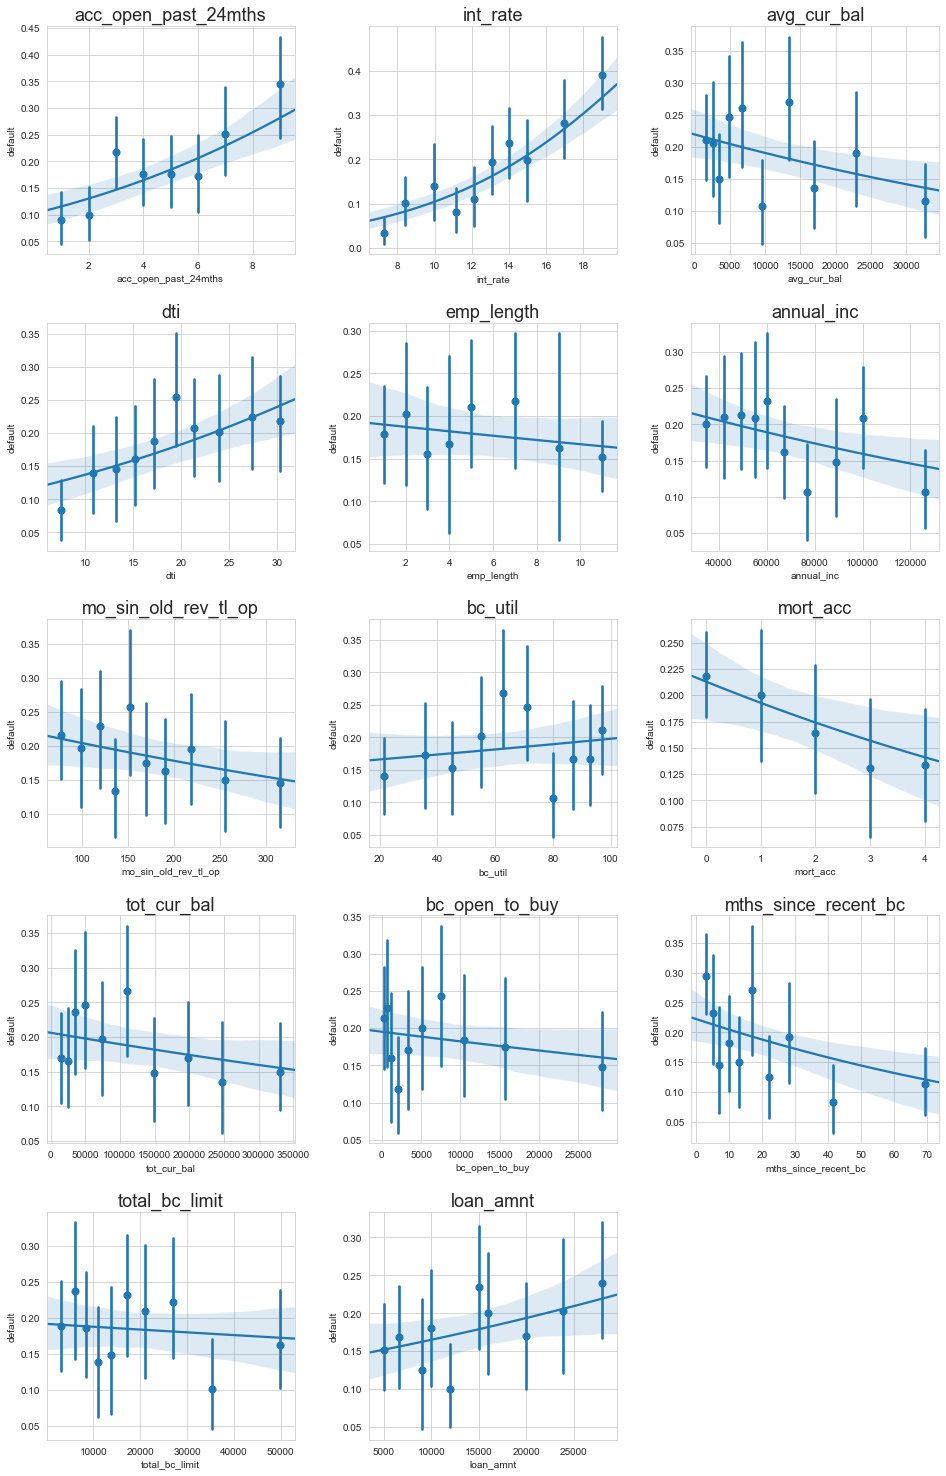 acc_open_past_24mths
0.45
0.40
0.35
0.30
0.25
0.20
0.15
0.10
0.05
default
2 4 6 8
acc_open_past_24mths
int_rate
0.4
0.3
0.2
0.1
0.0
default
8 10 12 14 16 18
int_rate
avg_cur_bal
0.35
0.30
0.25
0.20
0.15
0.10
0.05
default
0 5000 10000 15000 20000 25000 30000
avg_cur_bal
dti
0.35
0.30
0.25
0.20
0.15
0.10
0.05
default
10 15 20 25 30
dti
emp_length
0.30
0.25
0.20
0.15
0.10
0.05
default
2 4 6 8 10
emp_length
annual_inc
0.30
0.25
0.20
0.15
0.10
0.05
default
40000 60000 80000 100000 120000
annual_inc
mo_sin_old_rev_tl_op
0.35
0.30
0.25
0.20
0.15
0.10
default
100 150 200 250 300
mo_sin_old_rev_tl_op
bc_util
0.35
0.30
0.25
0.20
0.15
0.10
0.05
default
20 40 60 80 100
bc_util
mort_acc
0.250
0.225
0.200
0.175
0.150
0.125
0.100
0.075
default
0 1 2 3 4
mort_acc
tot_cur_bal
0.35
0.30
0.25
0.20
0.15
0.10
0.05
default
0 50000 100000 150000 200000 250000 300000 350000
tot_cur_bal
bc_open_to_buy
0.35
0.30
0.25
0.20
0.15
0.10
0.05
default
0 5000 10000 15000 20000 25000
bc_open_to_buy
mths_since_recent_bc
0.35
0.30
0.25
0.20
0.15
0.10
0.05
default
0 10 20 30 40 50 60 70
mths_since_recent_bc
total_bc_limit
0.30
0.25
0.20
0.15
0.10
0.05
default
10000 20000 30000 40000 50000
total_bc_limit
loan_amnt
0.30
0.25
0.20
0.15
0.10
0.05
default
5000 10000 15000 20000 25000
loan_amnt